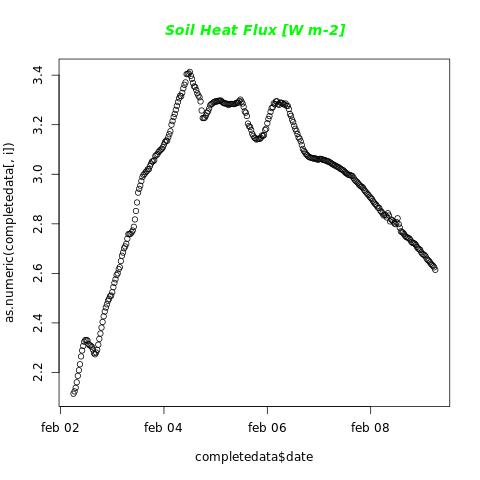 Soil Heat Flux [W m-2]
as.numeric(completedata[, i])
3.4
3.2
3.0
2.8
2.6
2.4
2.2
feb 02
feb 04
feb 06
feb 08
completedata$date